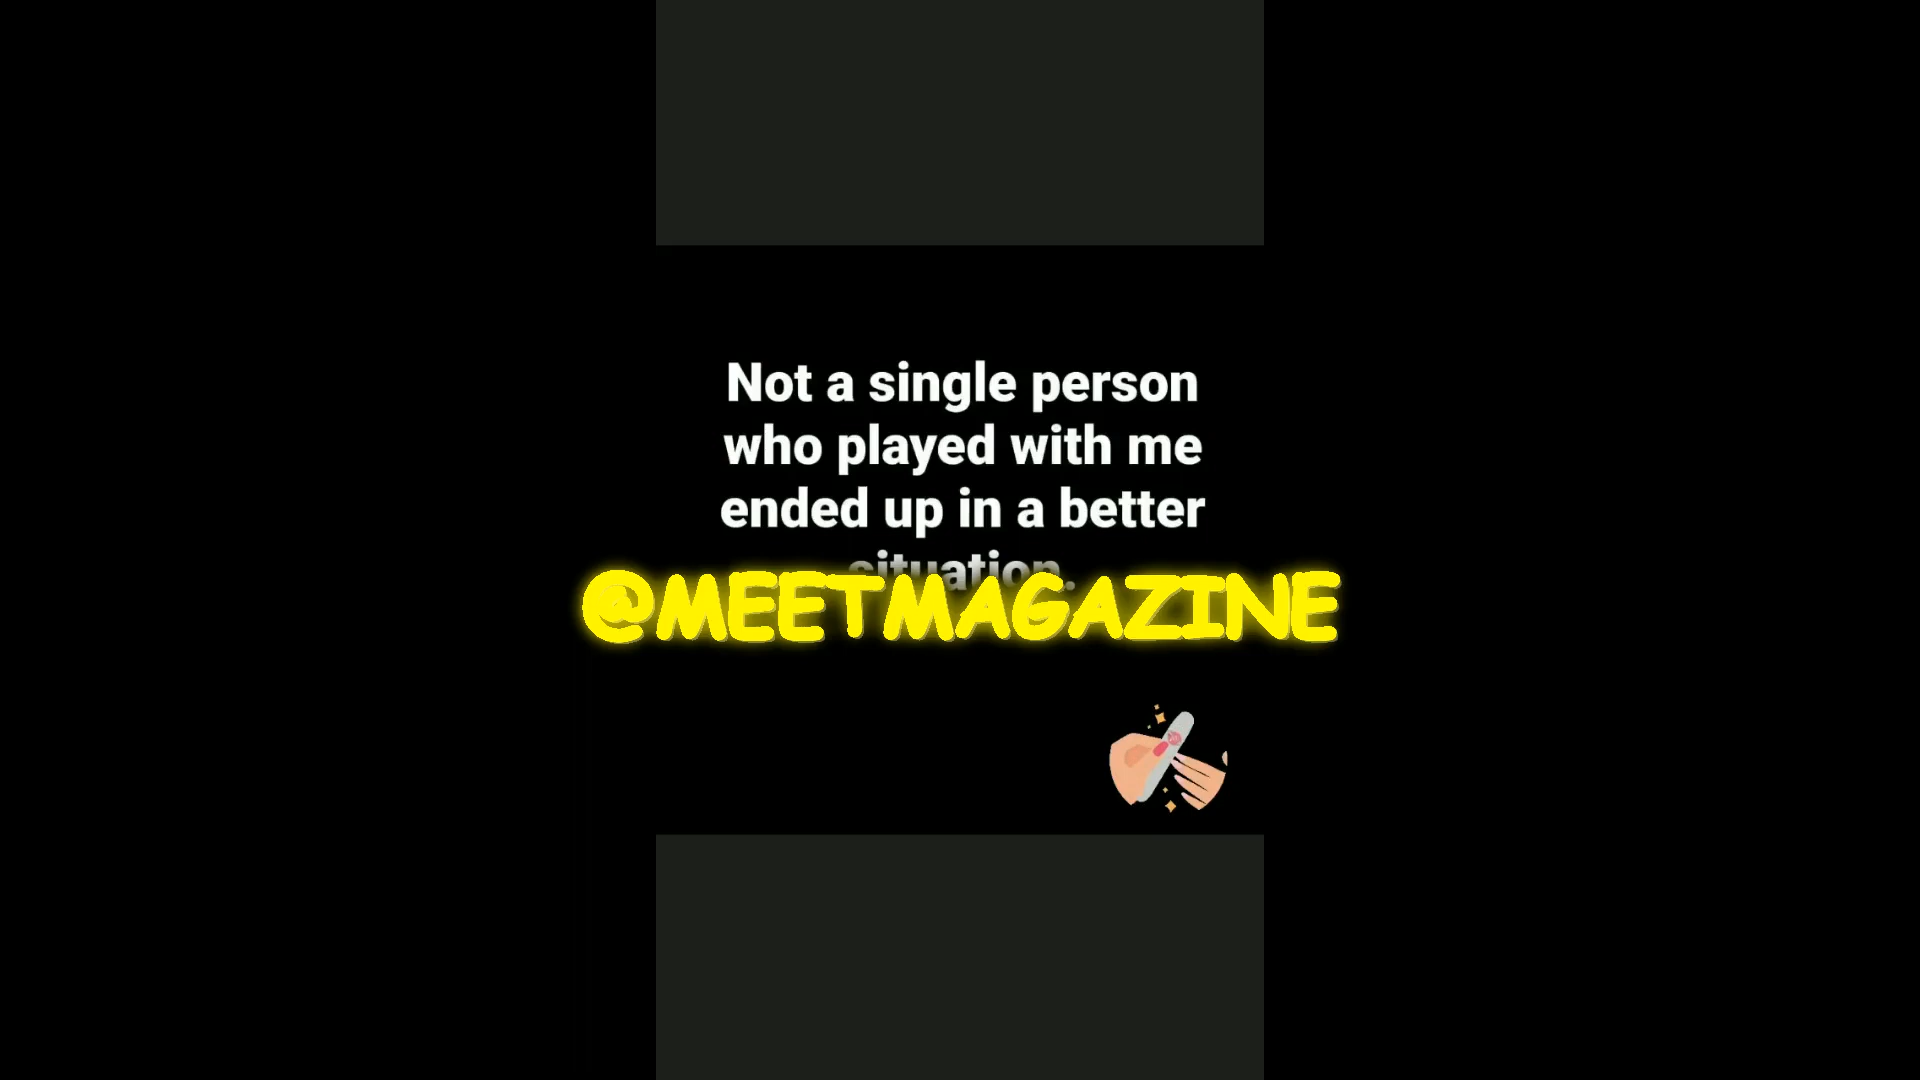 Not a single person
who played with me
ended up in a better
situation.
@MEETMAGAZINE